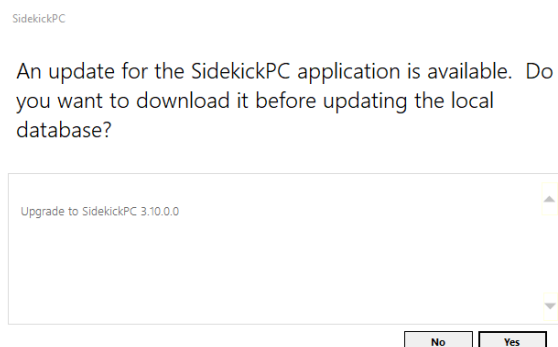 SidekickPC
An update for the SidekickPC application is available.  Do
you want to download it before updating the local
database?
Upgrade to SidekickPC 3.10.0.0
No
Yes